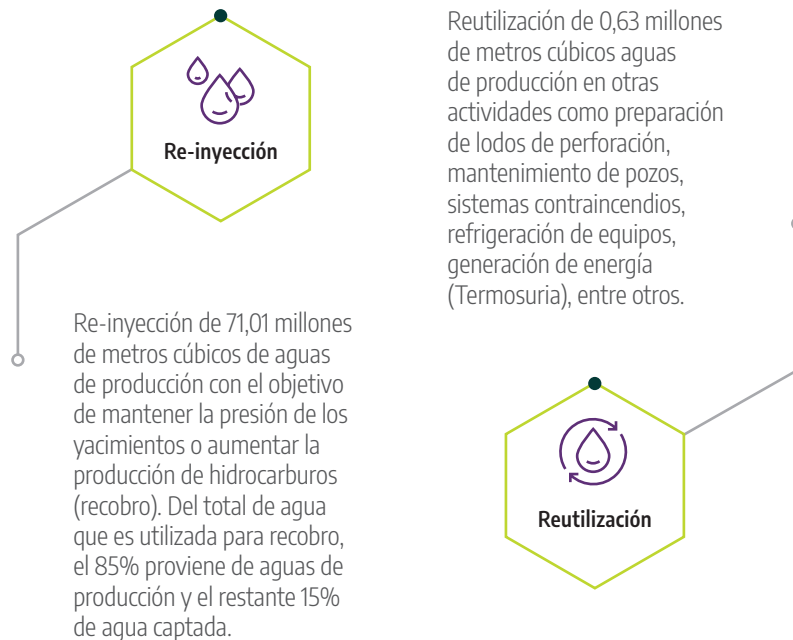 Re-inyección
Re-inyección de 71,01 millones
de metros cúbicos de aguas
de producción con el objetivo
de mantener la presión de los
yacimientos o aumentar la
producción de hidrocarburos
(recobro). Del total de agua
que es utilizada para recobro,
el 85% proviene de aguas de
producción y el restante 15%
de agua captada.
Reutilización de 0,63 millones
de metros cúbicos aguas
de producción en otras
actividades como preparación
de lodos de perforación,
mantenimiento de pozos,
sistemas contraincendios,
refrigeración de equipos,
generación de energía
(Termosuria), entre otros.
Reutilización